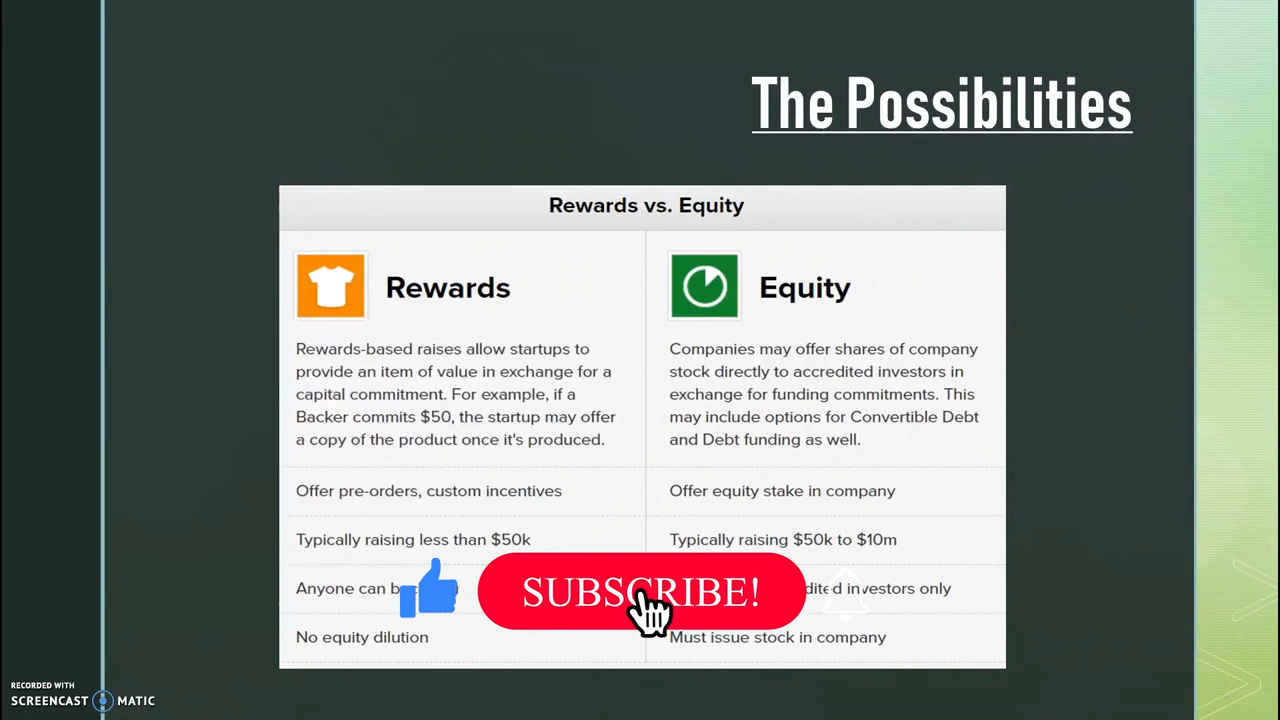 The Possibilities
Rewards vs. Equity
Rewards
Rewards-based raises allow startups to
provide an item of value in exchange for a
capital commitment. For example, if a
Backer commits $50, the startup may offer
a copy of the product once it's produced.
Offer pre-orders, custom incentives
Typically raising less than $50k
Anyone can
No equity dilution
Equity
Companies may offer shares of company
stock directly to accredited investors in
exchange for funding commitments. This
may include options for Convertible Debt
and Debt funding as well.
Offer equity stake in company
Typically raising $50k to $10m
investors only
Must issue stock in company
SUBSCRIBE!
RECORDED WITH
SCREENCAST MATIC